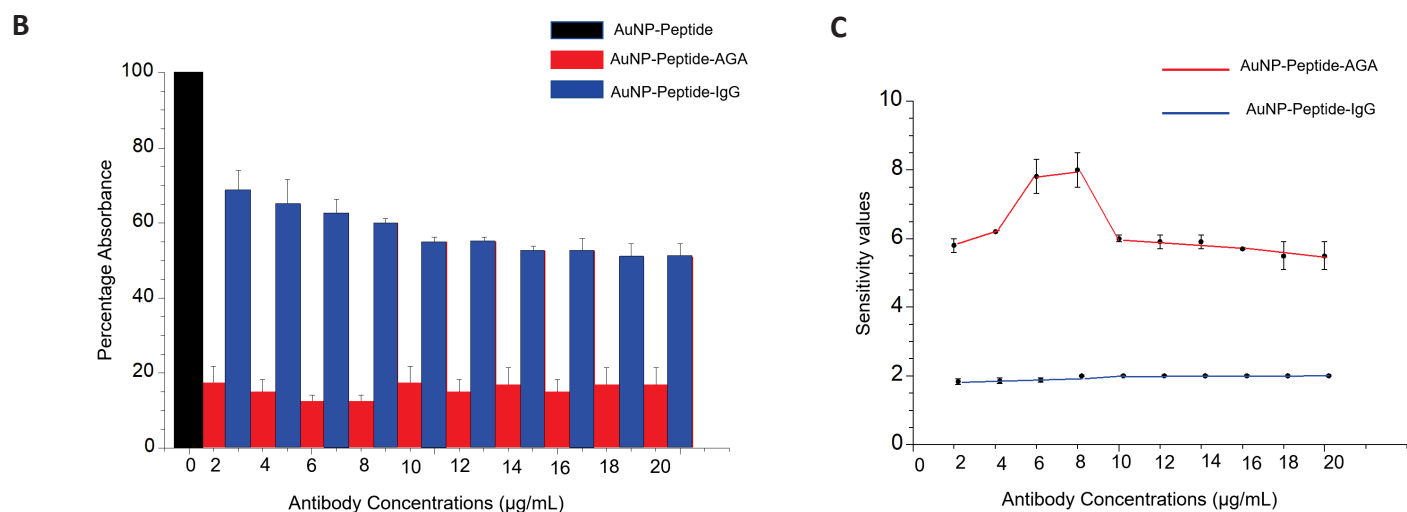 B
AuNP-Peptide
AuNP-Peptide-AGA
AuNP-Peptide-IgG
100
80
60
40
20
0
Percentage Absorbance
0 2 4 6 8 10 12 14 16 18 20
Antibody Concentrations (µg/mL)
C
AuNP-Peptide-AGA
AuNP-Peptide-IgG
10
8
6
4
2
0
Sensitivity values
0 2 4 6 8 10 12 14 16 18 20
Antibody Concentrations (µg/mL)